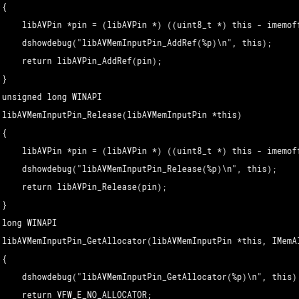 {
    libAVPin *pin = (libAVPin *) ((uint8_t *) this - imemof
    dshowdebug("libAVMemInputPin_AddRef(%p)\n", this);
    return libAVPin_AddRef(pin);
}
unsigned long WINAPI
libAVMemInputPin_Release(libAVMemInputPin *this)
{
    libAVPin *pin = (libAVPin *) ((uint8_t *) this - imemof
    dshowdebug("libAVMemInputPin_Release(%p)\n", this);
    return libAVPin_Release(pin);
}
long WINAPI
libAVMemInputPin_GetAllocator(libAVMemInputPin *this, IMemAl
{
    dshowdebug("libAVMemInputPin_GetAllocator(%p)\n", this)
    return VFW_E_NO_ALLOCATOR;